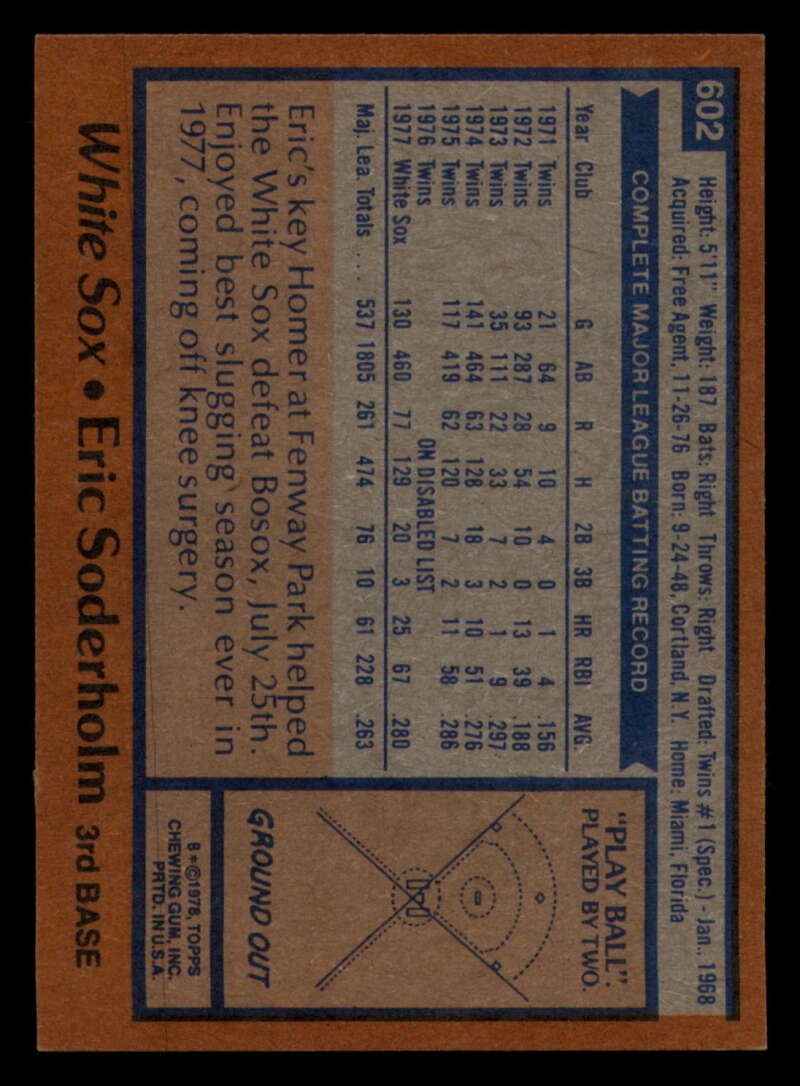 602
Height: 5'11" Weight: 187 Bats: Right Throws: Right Drafted: Twins #1 (Spec.) - Jan., 1968
Acquired: Free Agent, 11-26-76 Born: 9-24-48, Cortland, N.Y. Home: Miami, Florida
COMPLETE MAJOR LEAGUE BATTING RECORD
Year Club G AB R H 2B 3B HR RBI AVG.
1971 Twins 21 64 9 10 4 0 1 4 .156
1972 Twins 93 287 28 54 10 0 13 39 .188
1973 Twins 35 111 22 33 7 2 1 9 .297
1974 Twins 141 464 63 128 18 3 10 51 .276
1975 Twins 117 419 62 120 17 2 11 58 .286
1976 Twins ON DISABLED LIST
1977 White Sox 130 460 77 129 20 3 25 67 .280
Maj. Lea. Totals .... 537 1805 261 474 76 10 61 228 .263
Eric's key Homer at Fenway Park helped
the White Sox defeat Bosox, July 25th.
Enjoyed best slugging season ever in
1977, coming off knee surgery.
"PLAY BALL".
PLAYED BY TWO.
GROUND OUT
8*©1978, TOPPS
CHEWING GUM, INC.
PRTD. IN U.S.A.
White Sox • Eric Soderholm 3rd BASE